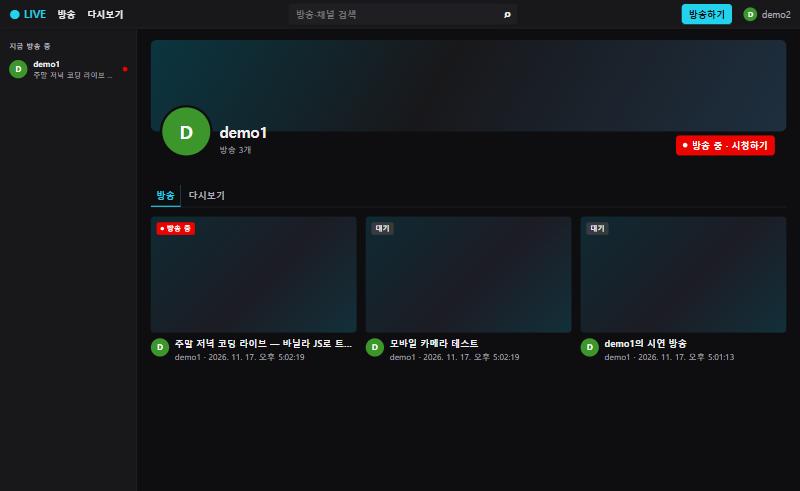 LIVE 방송 다시보기 방송·채널 검색 방송하기 D demo2
지금 방송 중
D demo1
주말 저녁 코딩 라이브 ...
D demo1
방송 3개
방송 중 · 시청하기
방송 다시보기
방송 중 대기 대기
D 주말 저녁 코딩 라이브 — 바닐라 JS로 트...
demo1 · 2026. 11. 17. 오후 5:02:19
D 모바일 카메라 테스트
demo1 · 2026. 11. 17. 오후 5:02:19
D demo1의 시연 방송
demo1 · 2026. 11. 17. 오후 5:01:13